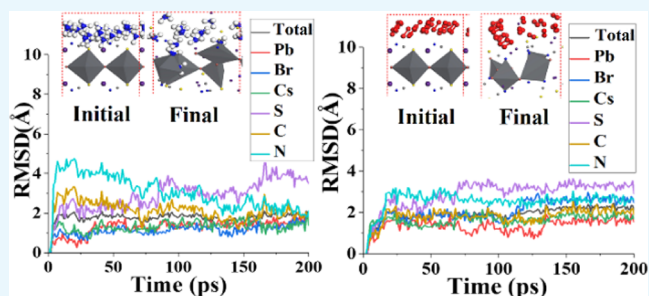 10
8
6
4
2
0
RMSD(Å)
Initial
Final
Total
Pb
Br
Cs
S
C
N
0
50
100
150
200
Time (ps)
10
8
6
4
2
0
RMSD(Å)
Initial
Final
Total
Pb
Br
Cs
S
C
N
0
50
100
150
200
Time (ps)